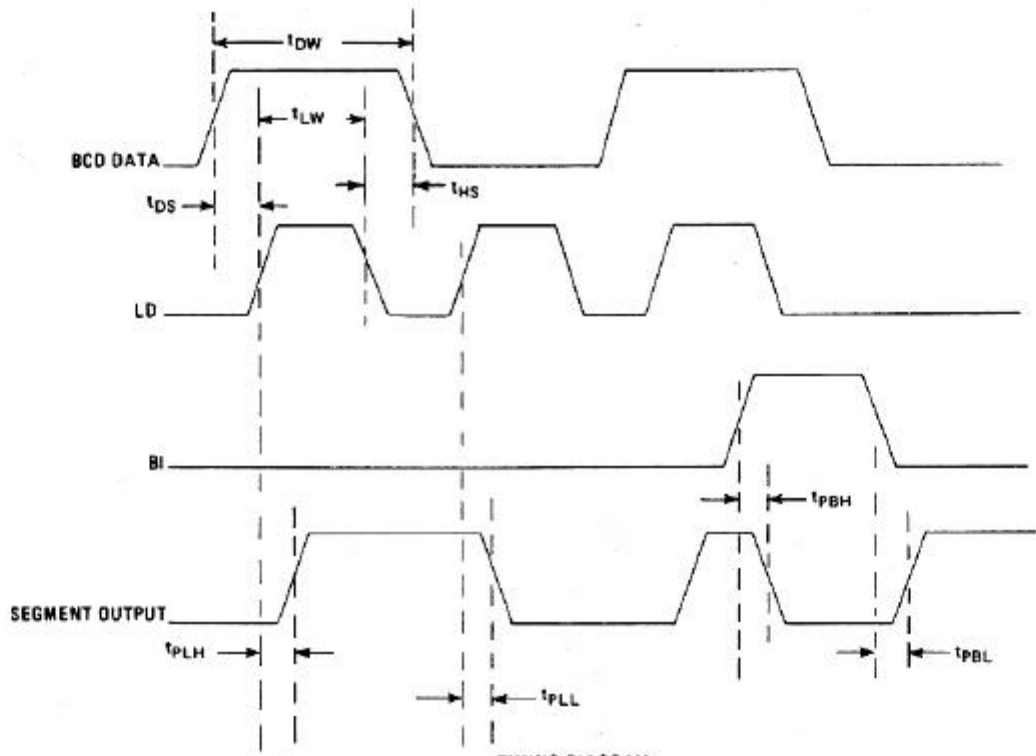 tDW
tLW
BCD DATA
tHS
tDS
LD
BI
tPBH
SEGMENT OUTPUT
tPLH
tPBL
tPLL